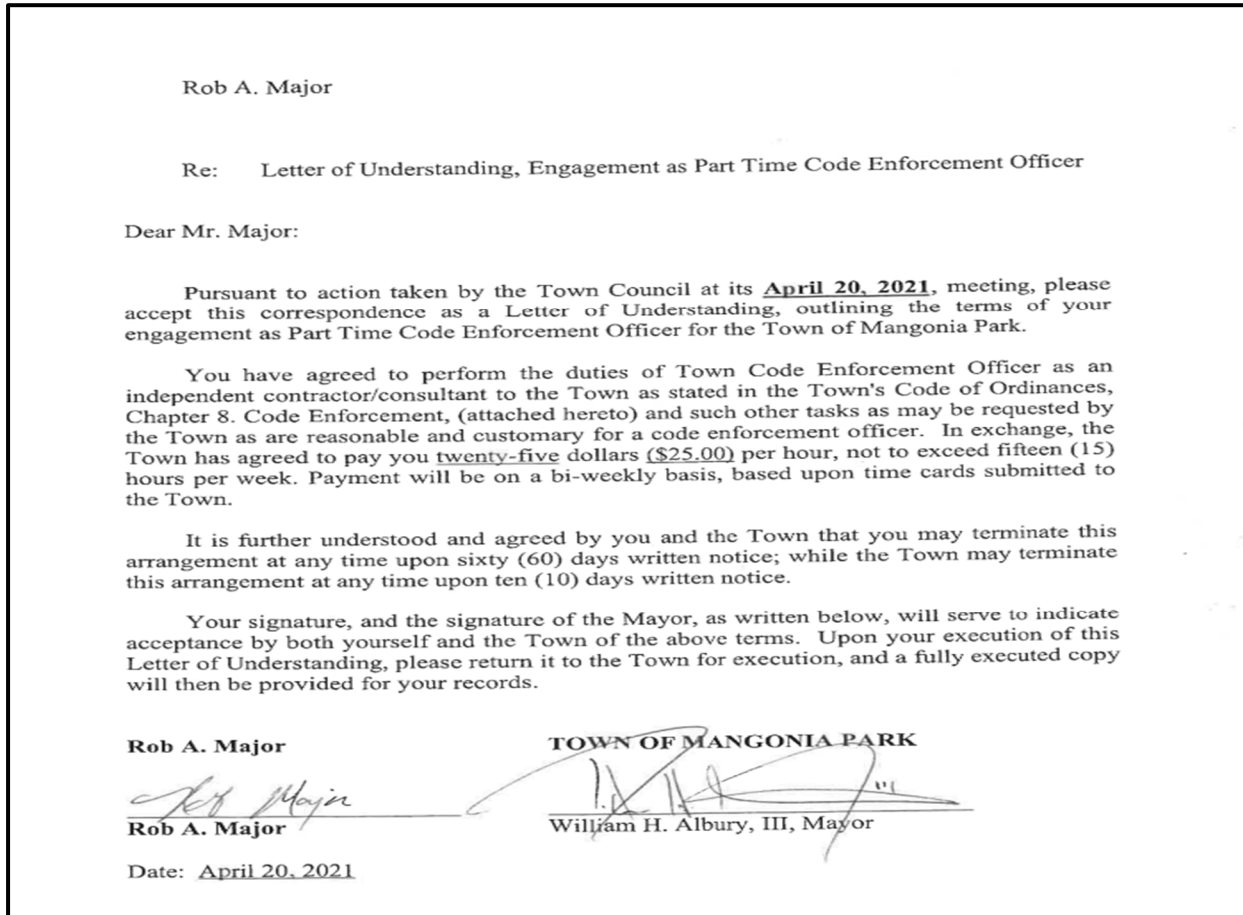 Rob A. Major
Re: Letter of Understanding, Engagement as Part Time Code Enforcement Officer
Dear Mr. Major:
Pursuant to action taken by the Town Council at its April 20, 2021, meeting, please
accept this correspondence as a Letter of Understanding, outlining the terms of your
engagement as Part Time Code Enforcement Officer for the Town of Mangonia Park.
You have agreed to perform the duties of Town Code Enforcement Officer as an
independent contractor/consultant to the Town as stated in the Town's Code of Ordinances,
Chapter 8. Code Enforcement, (attached hereto) and such other tasks as may be requested by
the Town as are reasonable and customary for a code enforcement officer. In exchange, the
Town has agreed to pay you twenty-five dollars ($25.00) per hour, not to exceed fifteen (15)
hours per week. Payment will be on a bi-weekly basis, based upon time cards submitted to
the Town.
It is further understood and agreed by you and the Town that you may terminate this
arrangement at any time upon sixty (60) days written notice; while the Town may terminate
this arrangement at any time upon ten (10) days written notice.
Your signature, and the signature of the Mayor, as written below, will serve to indicate
acceptance by both yourself and the Town of the above terms. Upon your execution of this
Letter of Understanding, please return it to the Town for execution, and a fully executed copy
will then be provided for your records.
Rob A. Major TOWN OF MANGONIA PARK
Rob Major
Rob A. Major William H. Albury, III, Mayor
Date: April 20, 2021